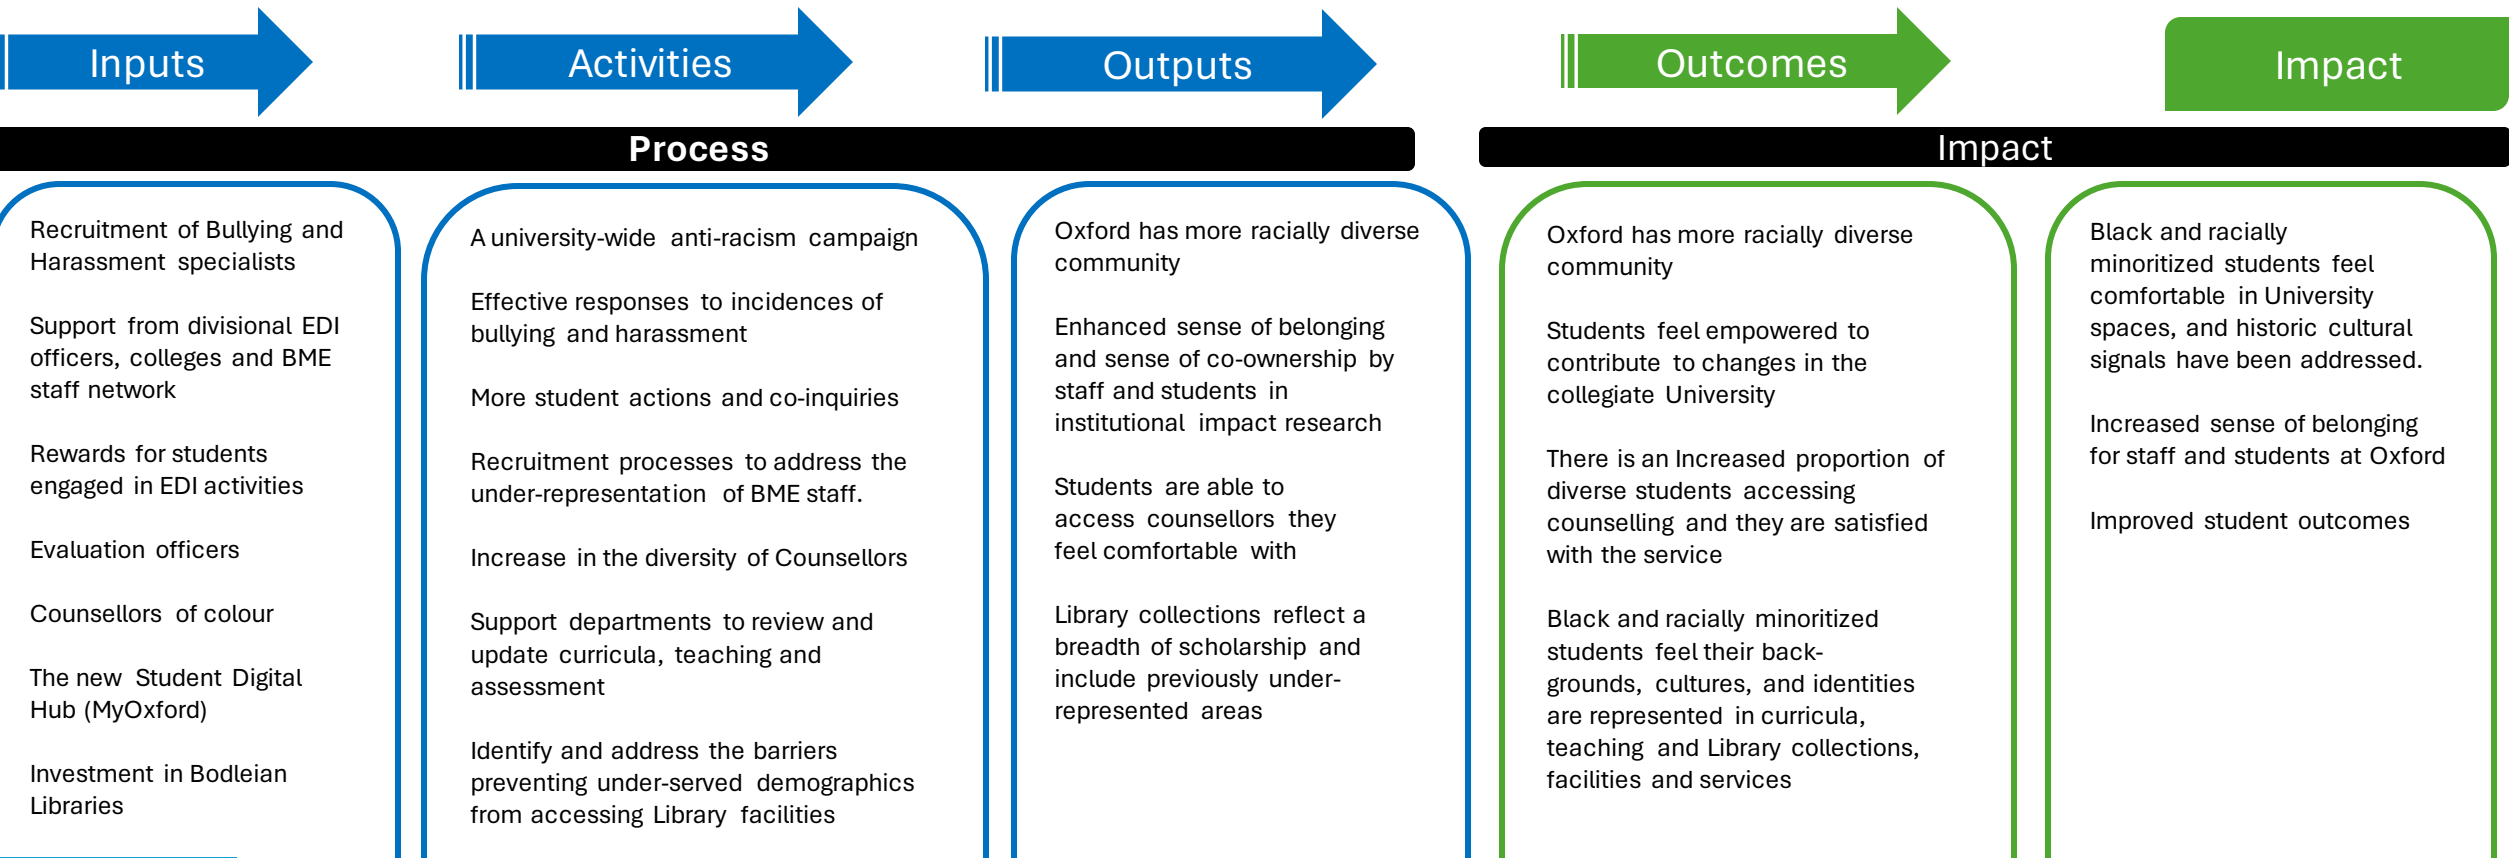 Inputs
Activities
Outputs
Outcomes
Impact
Process
Impact
Recruitment of Bullying and
Harassment specialists
Support from divisional EDI
officers, colleges and BME
staff network
Rewards for students
engaged in EDI activities
Evaluation officers
Counsellors of colour
The new Student Digital
Hub (MyOxford)
Investment in Bodleian
Libraries
A university-wide anti-racism campaign
Effective responses to incidences of
bullying and harassment
More student actions and co-inquiries
Recruitment processes to address the
under-representation of BME staff.
Increase in the diversity of Counsellors
Support departments to review and
update curricula, teaching and
assessment
Identify and address the barriers
preventing under-served demographics
from accessing Library facilities
Oxford has more racially diverse
community
Enhanced sense of belonging
and sense of co-ownership by
staff and students in
institutional impact research
Students are able to
access counsellors they
feel comfortable with
Library collections reflect a
breadth of scholarship and
include previously under-
represented areas
Oxford has more racially diverse
community
Students feel empowered to
contribute to changes in the
collegiate University
There is an Increased proportion of
diverse students accessing
counselling and they are satisfied
with the service
Black and racially minoritized
students feel their back-
grounds, cultures, and identities
are represented in curricula,
teaching and Library collections,
facilities and services
Black and racially
minoritized students feel
comfortable in University
spaces, and historic cultural
signals have been addressed.
Increased sense of belonging
for staff and students at Oxford
Improved student outcomes